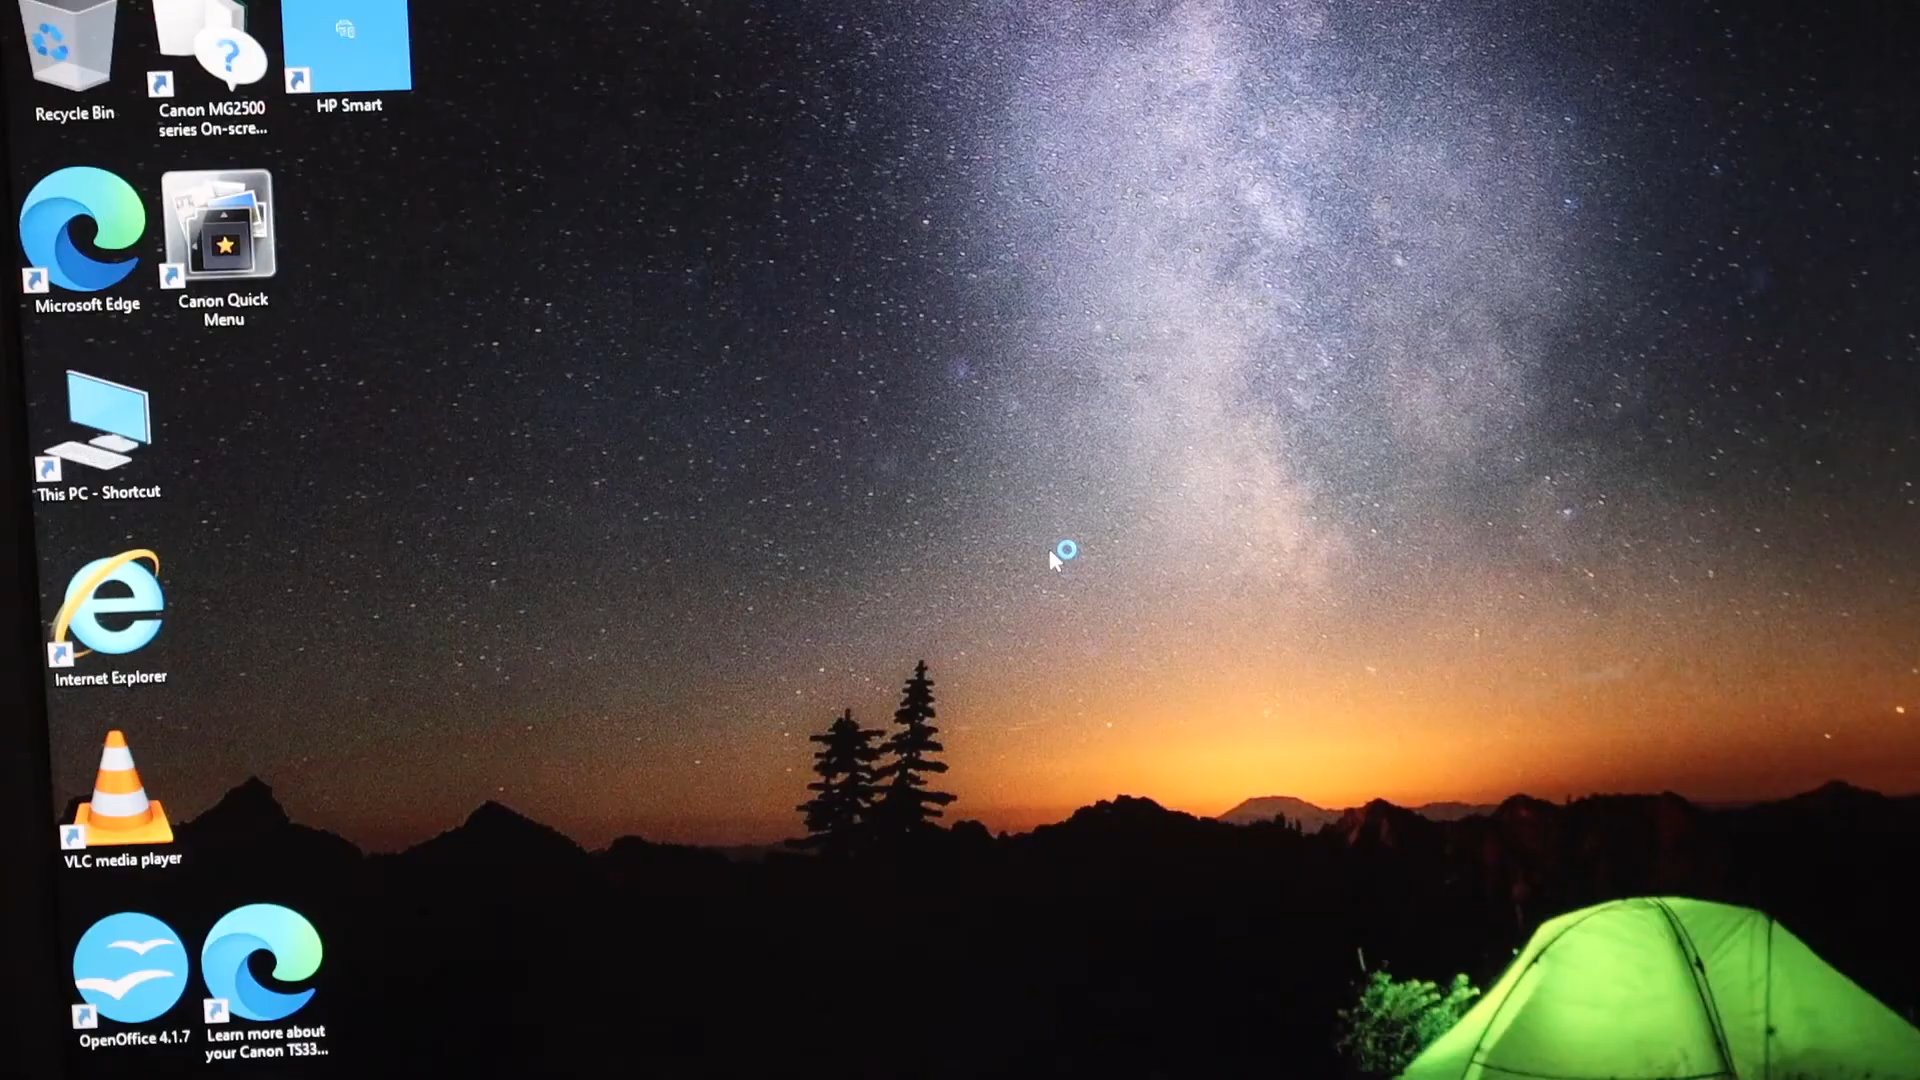 Recycle Bin
Canon MG2500
series On-scre...
HP Smart
Microsoft Edge
Canon Quick
Menu
This PC - Shortcut
Internet Explorer
VLC media player
OpenOffice 4.1.7
Learn more about
your Canon TS33...